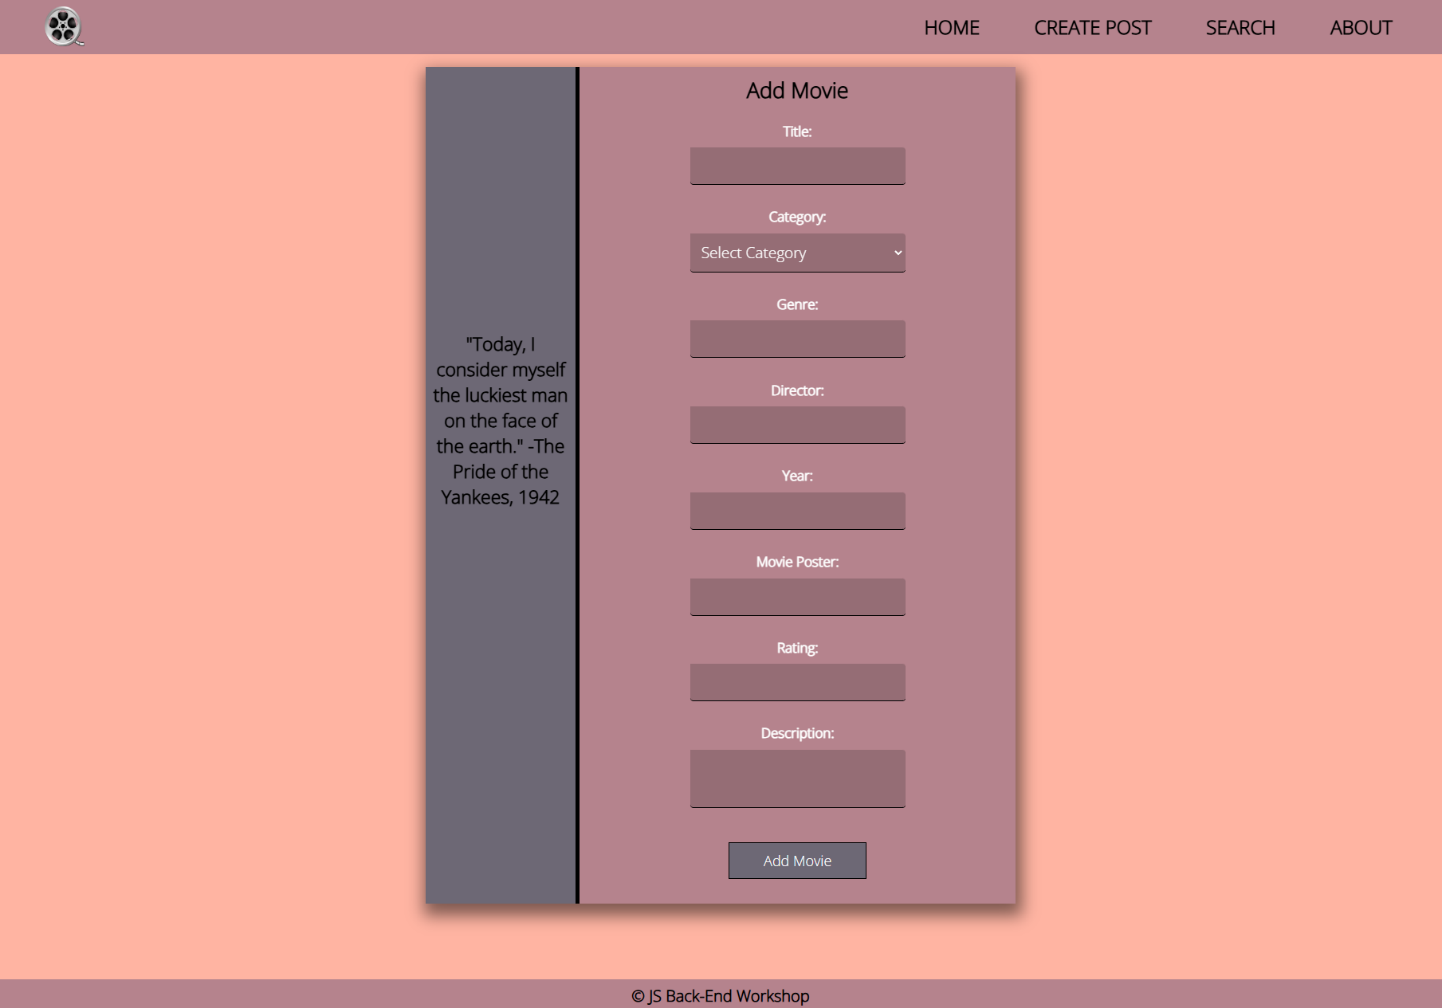 HOME
CREATE POST
SEARCH
ABOUT
"Today, I
consider myself
the luckiest man
on the face of
the earth." -The
Pride of the
Yankees, 1942
Add Movie
Title:
Category:
Select Category
Genre:
Director:
Year:
Movie Poster:
Rating:
Description:
Add Movie
© JS Back-End Workshop